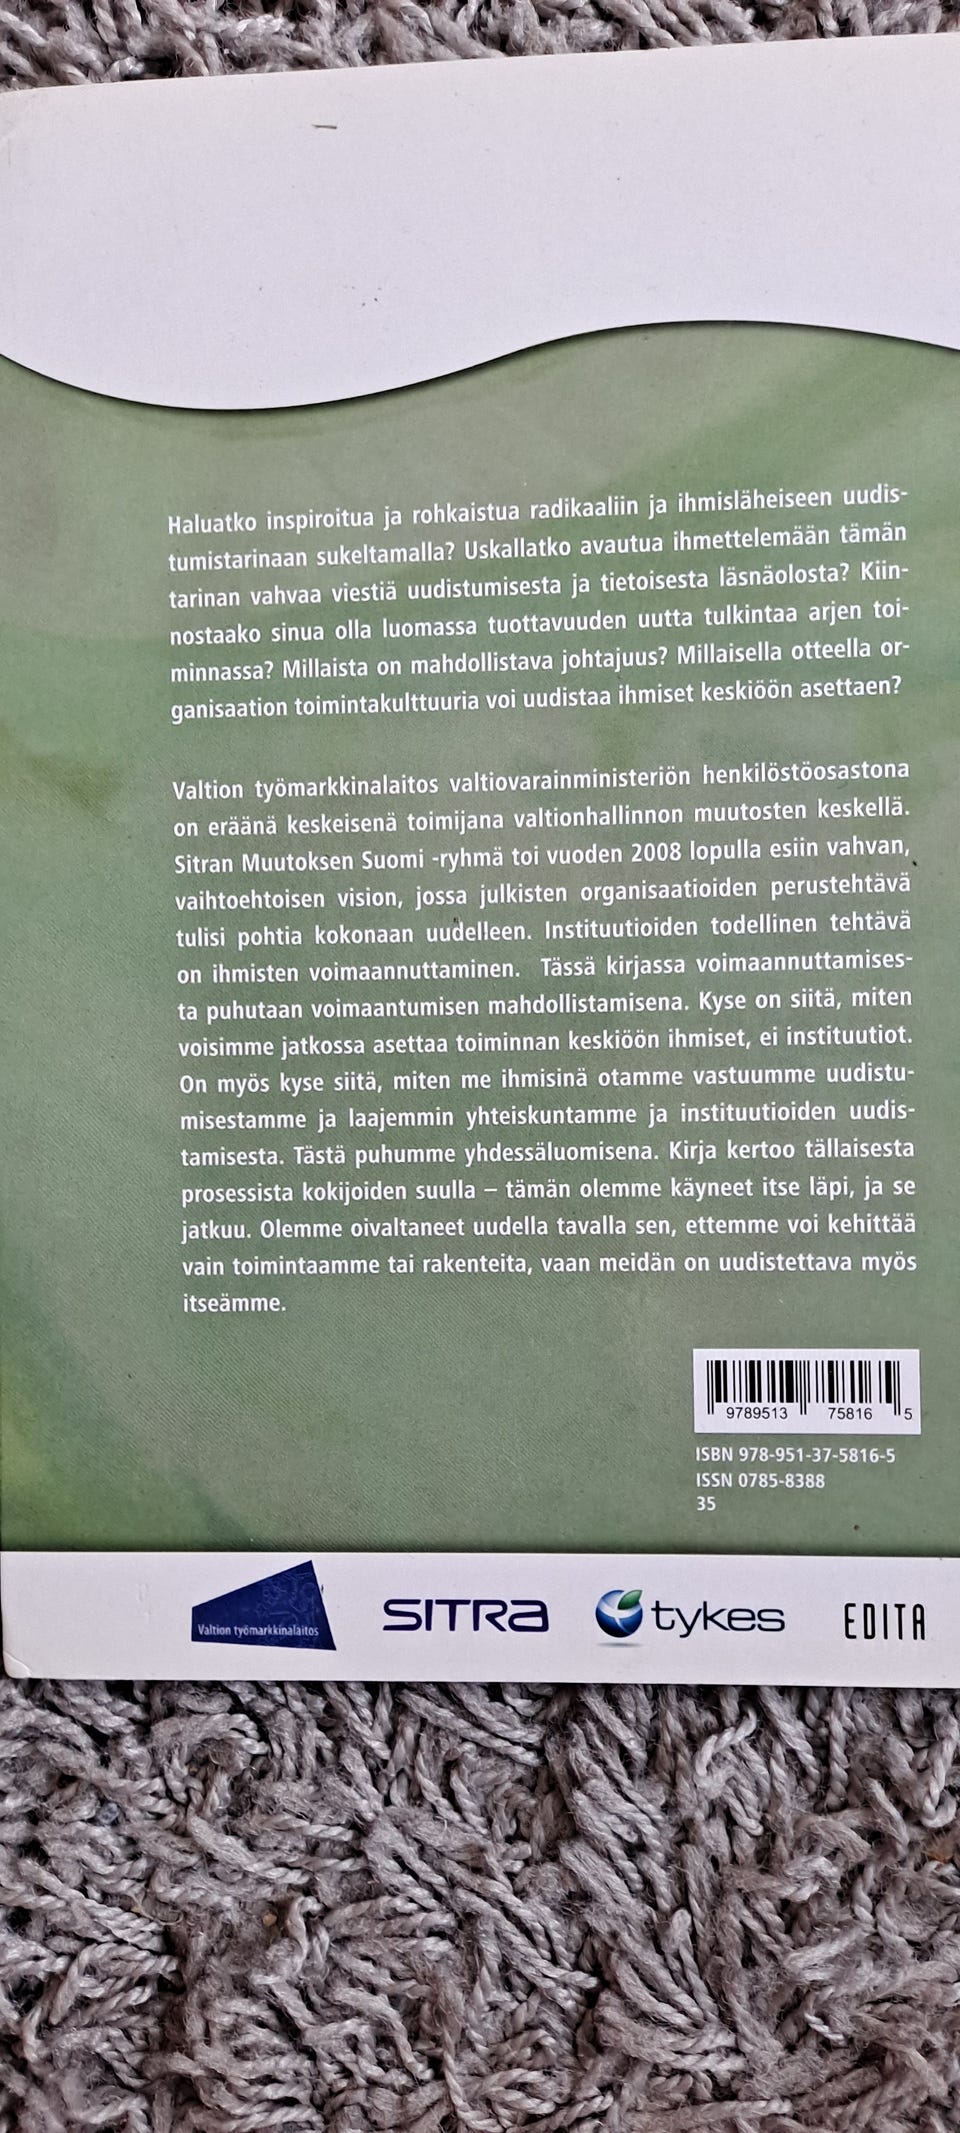 Haluatko inspiroitua ja rohkaistua radikaaliin ja ihmisläheiseen uudis-
tumistarinaan sukeltamalla? Uskallatko avautua ihmettelemään tämän
tarinan vahvaa viestiä uudistumisesta ja tietoisesta läsnäolosta? Kiin-
nostaako sinua olla luomassa tuottavuuden uutta tulkintaa arjen toi-
minnassa? Millaista on mahdollistava johtajuus? Millaisella otteella or-
ganisaation toimintakulttuuria voi uudistaa ihmiset keskiöön asettaen?
Valtion työmarkkinalaitos valtiovarainministeriön henkilöstöosastona
on eräänä keskeisenä toimijana valtionhallinnon muutosten keskellä.
Sitran Muutoksen Suomi -ryhmä toi vuoden 2008 lopulla esiin vahvan,
vaihtoehtoisen vision, jossa julkisten organisaatioiden perustehtävä
tulisi pohtia kokonaan uudelleen. Instituutioiden todellinen tehtävä
on ihmisten voimaannuttaminen. Tässä kirjassa voimaannuttamises-
ta puhutaan voimaantumisen mahdollistamisena. Kyse on siitä, miten
voisimme jatkossa asettaa toiminnan keskiöön ihmiset, ei instituutiot.
On myös kyse siitä, miten me ihmisinä otamme vastuumme uudistu-
misestamme ja laajemmin yhteiskuntamme ja instituutioiden uudis-
tamisesta. Tästä puhumme yhdessäluomisena. Kirja kertoo tällaisesta
prosessista kokijoiden suulla – tämän olemme käyneet itse läpi, ja se
jatkuu. Olemme oivaltaneet uudella tavalla sen, ettemme voi kehittää
vain toimintaamme tai rakenteita, vaan meidän on uudistettava myös
itseämme.
9789513 75816 5
ISBN 978-951-37-5816-5
ISSN 0785-8388
35
Valtion työmarkkinalaitos SITRA tykes EDITA